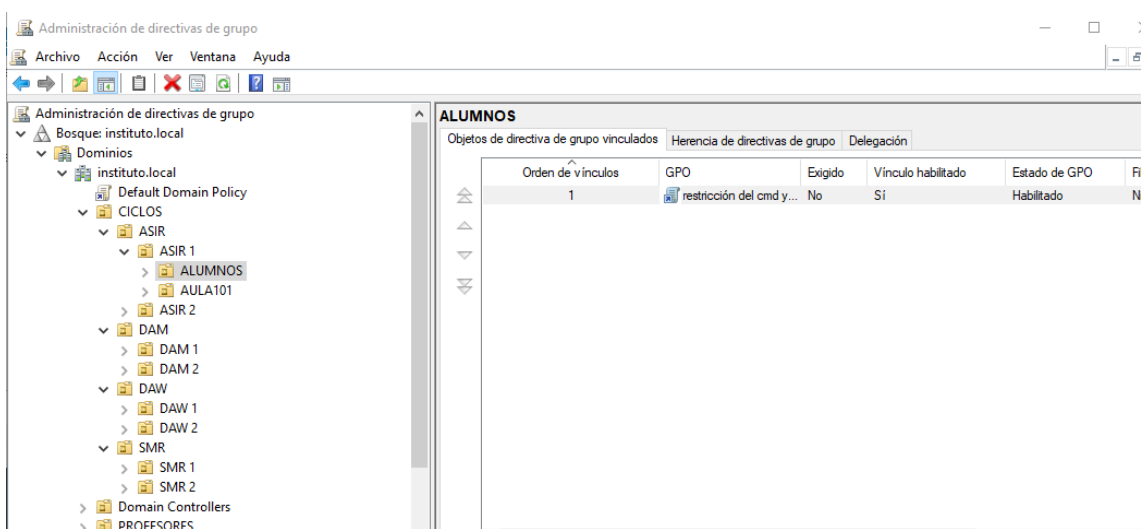 Administración de directivas de grupo
Archivo Acción Ver Ventana Ayuda
Administración de directivas de grupo
Bosque: instituto.local
Dominios
instituto.local
Default Domain Policy
CICLOS
ASIR
ASIR 1
ALUMNOS
AULA101
ASIR 2
DAM
DAM 1
DAM 2
DAW
DAW 1
DAW 2
SMR
SMR 1
SMR 2
Domain Controllers
PROFESORES
ALUMNOS
Objetos de directiva de grupo vinculados Herencia de directivas de grupo Delegación
Orden de vínculos GPO Exigido Vínculo habilitado Estado de GPO Fi
1 restricción del cmd y... No Sí Habilitado N